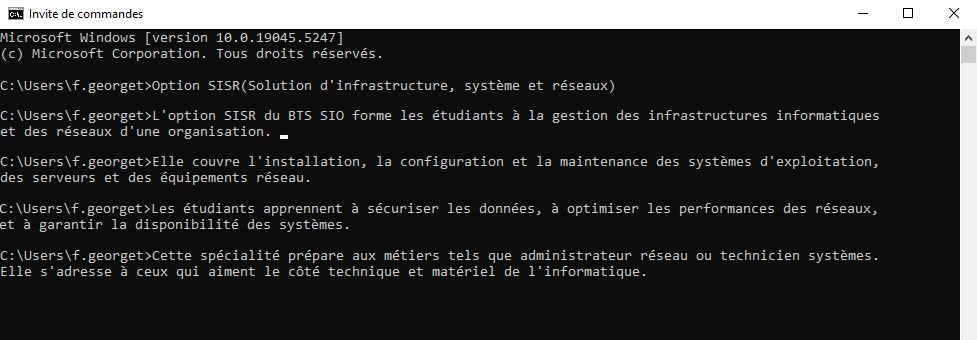 Invite de commandes
Microsoft Windows [version 10.0.19045.5247]
(c) Microsoft Corporation. Tous droits réservés.
C:\Users\f.georget>Option SISR(Solution d'infrastructure, système et réseaux)
C:\Users\f.georget>L'option SISR du BTS SIO forme les étudiants à la gestion des infrastructures informatiques
et des réseaux d'une organisation.
C:\Users\f.georget>Elle couvre l'installation, la configuration et la maintenance des systèmes d'exploitation,
des serveurs et des équipements réseau.
C:\Users\f.georget>Les étudiants apprennent à sécuriser les données, à optimiser les performances des réseaux,
et à garantir la disponibilité des systèmes.
C:\Users\f.georget>Cette spécialité prépare aux métiers tels que administrateur réseau ou technicien systèmes.
Elle s'adresse à ceux qui aiment le côté technique et matériel de l'informatique.